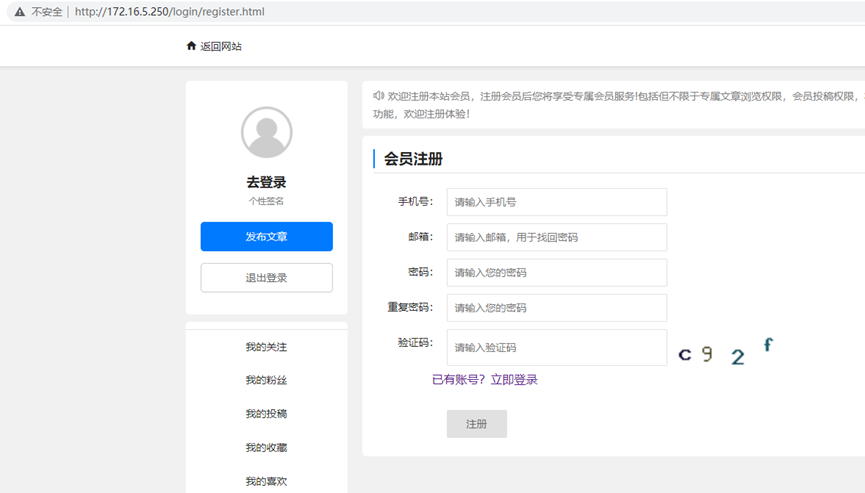 不安全 | http://172.16.5.250/login/register.html
返回网站
去登录
个性签名
发布文章
退出登录
我的关注
我的粉丝
我的投稿
我的收藏
我的喜欢
欢迎注册本站会员，注册会员后您将享受专属会员服务!包括但不限于专属文章浏览权限，会员投稿权限，
功能，欢迎注册体验！
会员注册
手机号： 请输入手机号
邮箱： 请输入邮箱，用于找回密码
密码： 请输入您的密码
重复密码： 请输入您的密码
验证码： 请输入验证码 c 9 2 f
已有账号？立即登录
注册